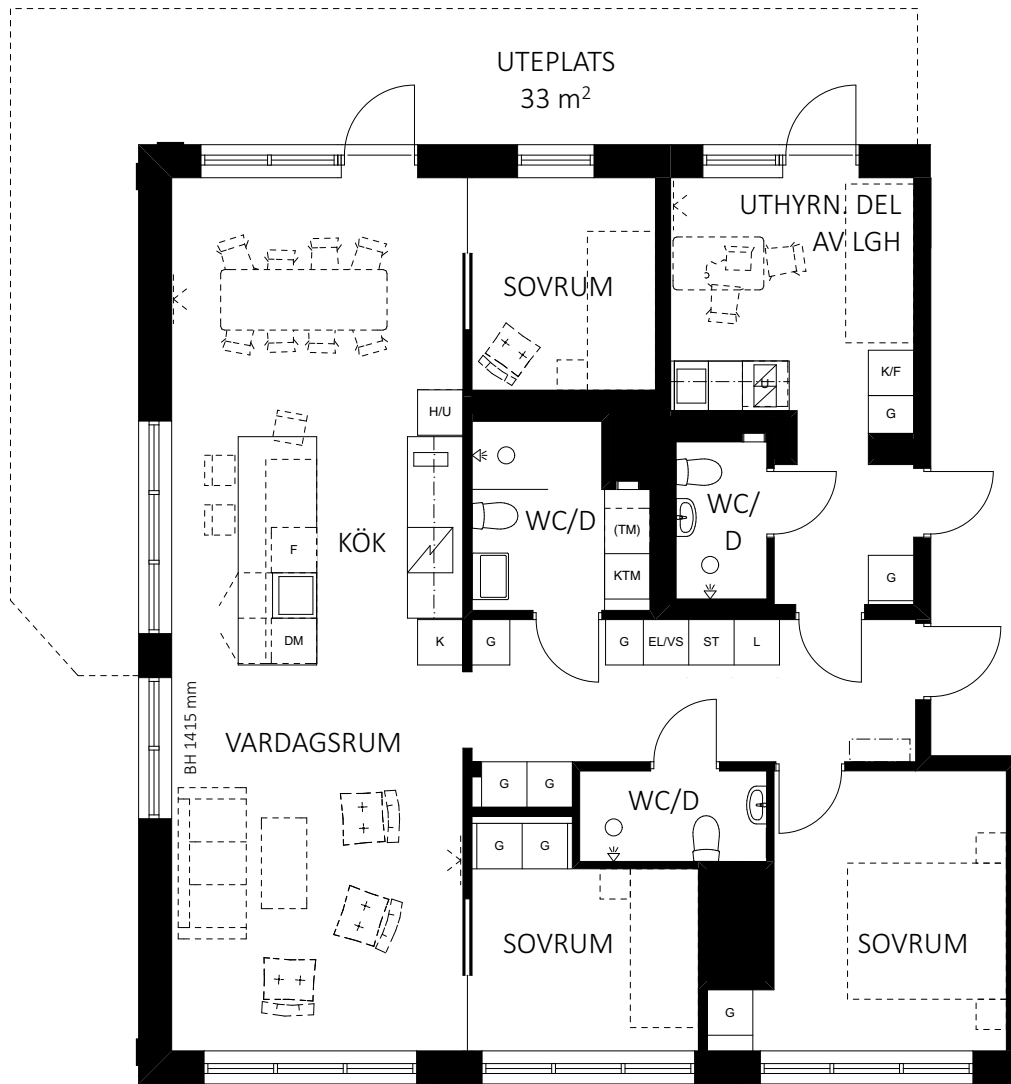 UTEPLATS
33 m²
UTHYRN. DEL
AV LGH
SOVRUM
K/F
U
G
H/U
WC/D
WC/
D
(TM)
KTM
KÖK
F
DM
K
G
G
EL/VS
ST
L
G
BH 1415 mm
VARDAGSRUM
G
G
WC/D
G
G
SOVRUM
SOVRUM
G